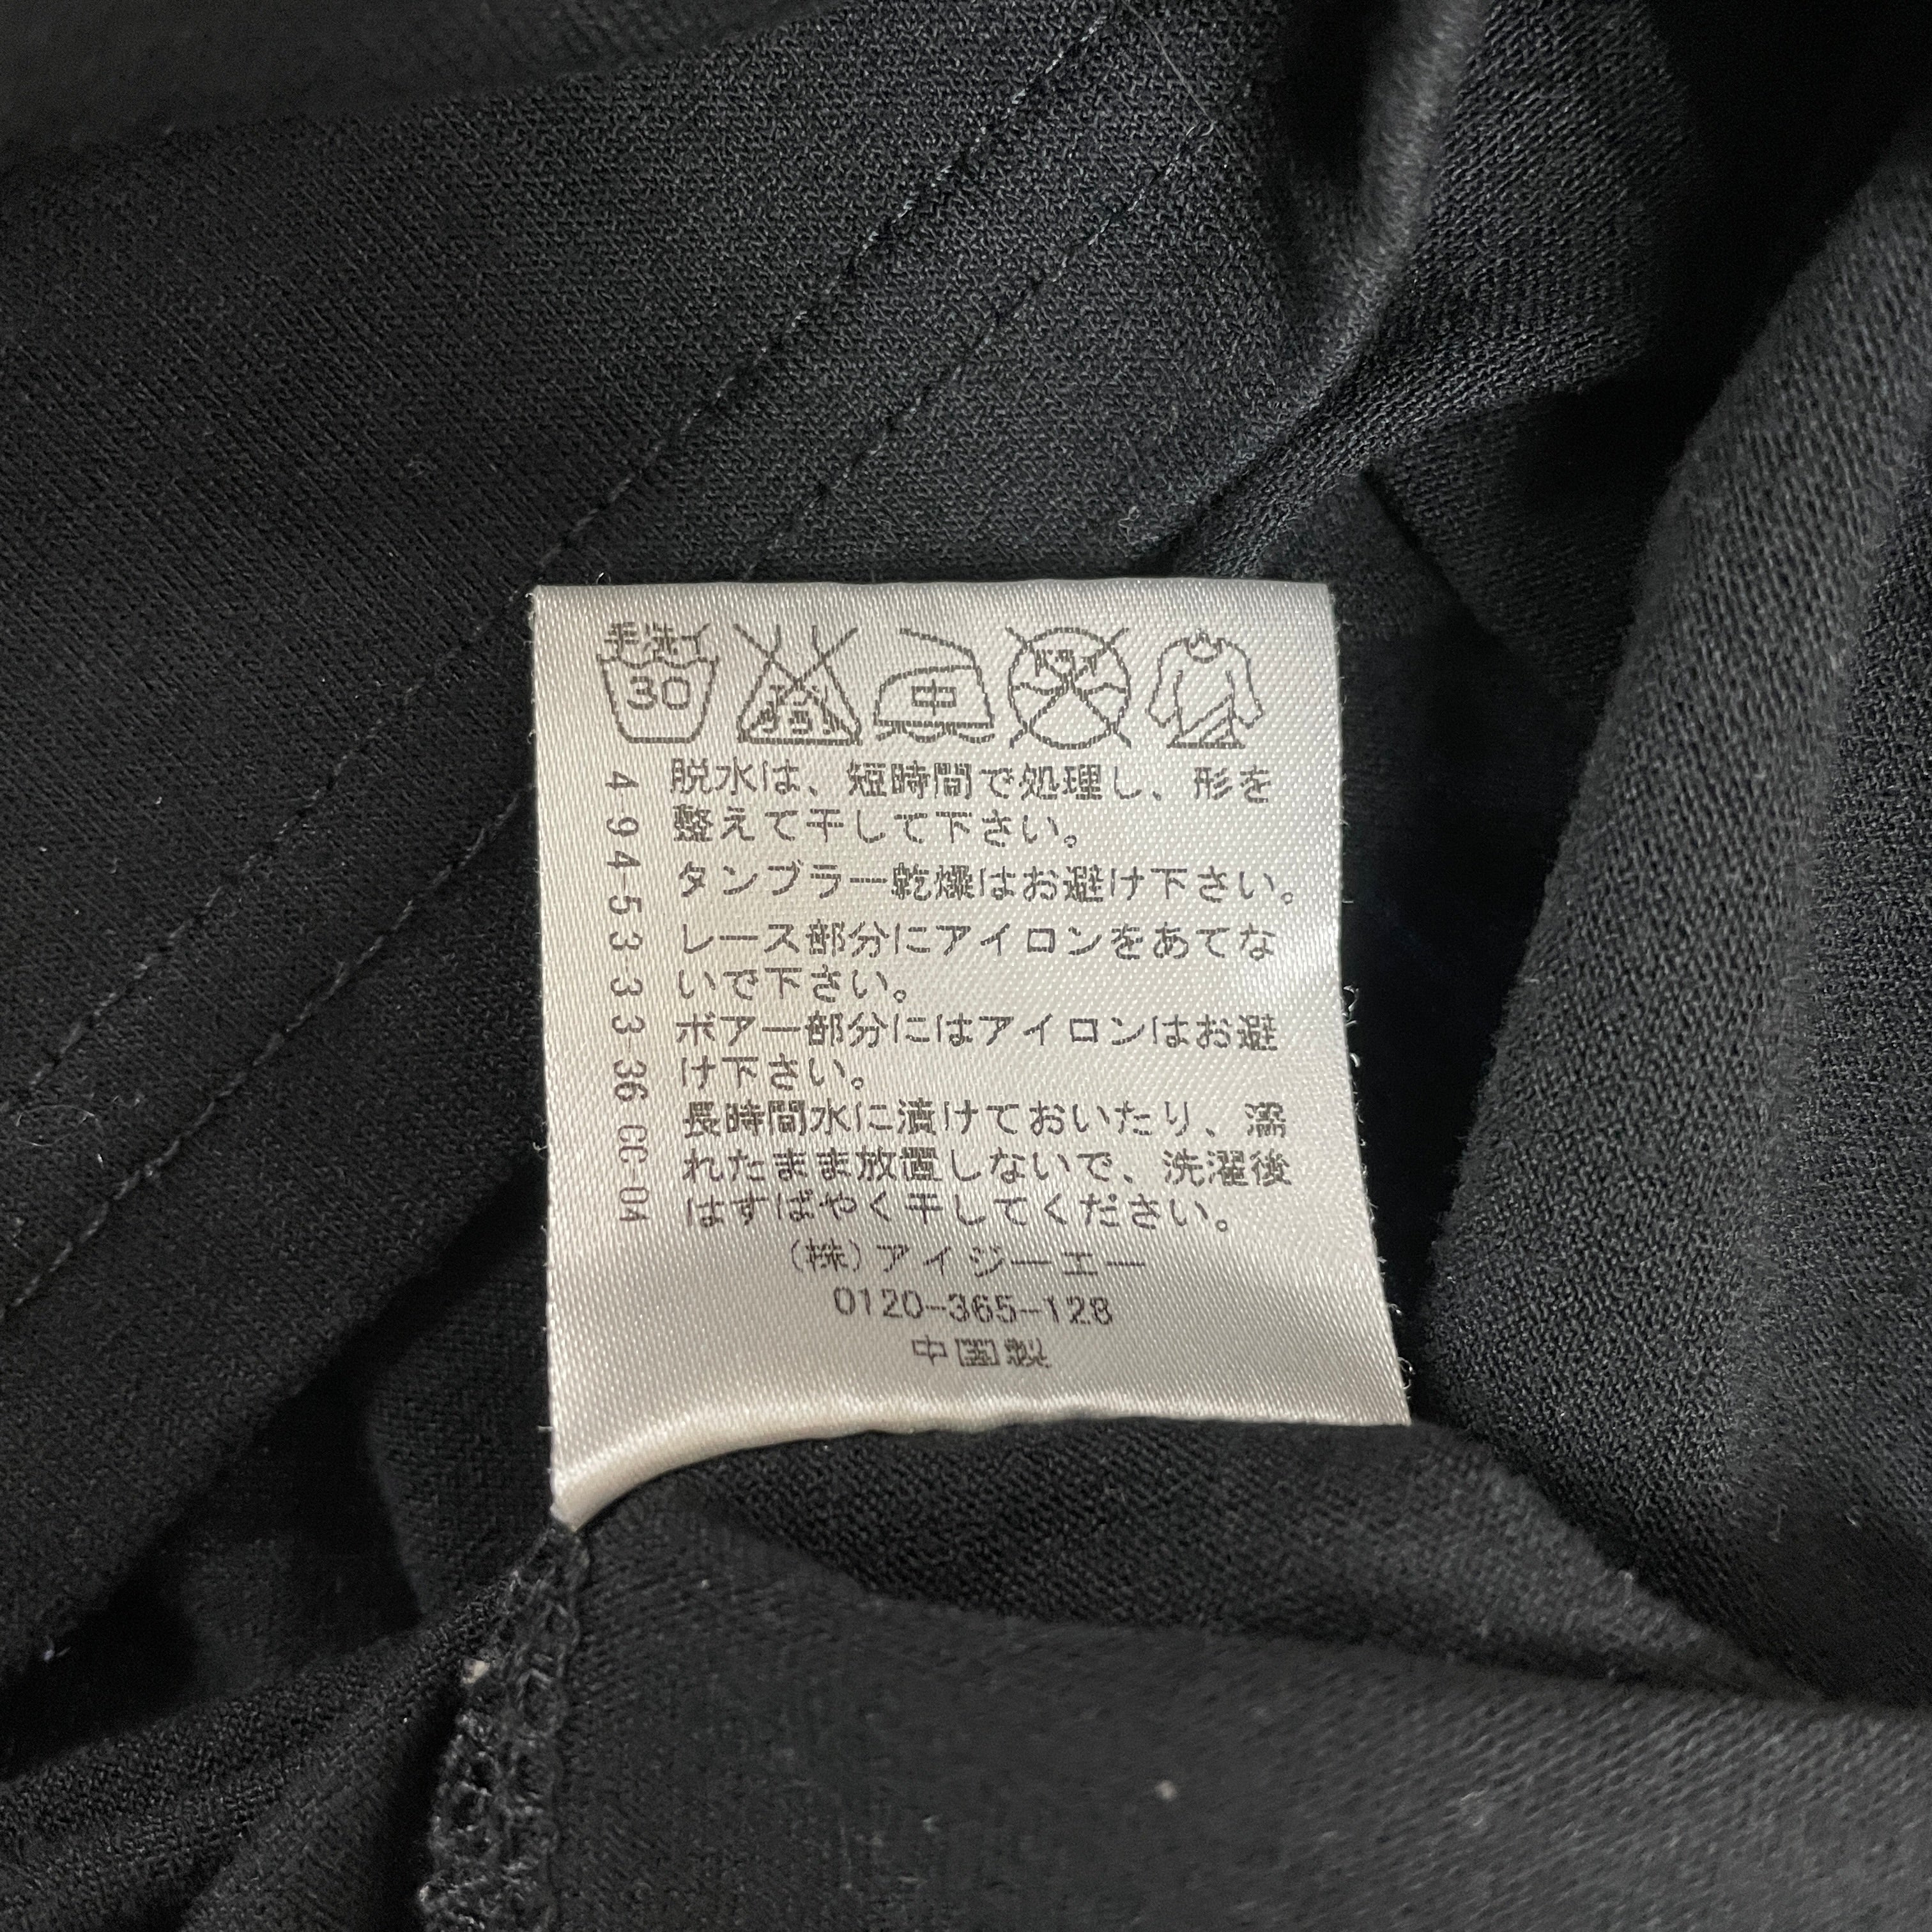 手洗イ
30
中
脱水は、短時間で処理し、形を
整えて干して下さい。
タンブラー乾燥はお避け下さい。
レース部分にアイロンをあてな
いで下さい。
ボアー部分にはアイロンはお避
け下さい。
長時間水に漬けておいたり、濡
れたまま放置しないで、洗濯後
はすばやく干してください。
(株)アイジーエー
0120-365-128
中国製
4-94-5 3 3 3 36 CC-04